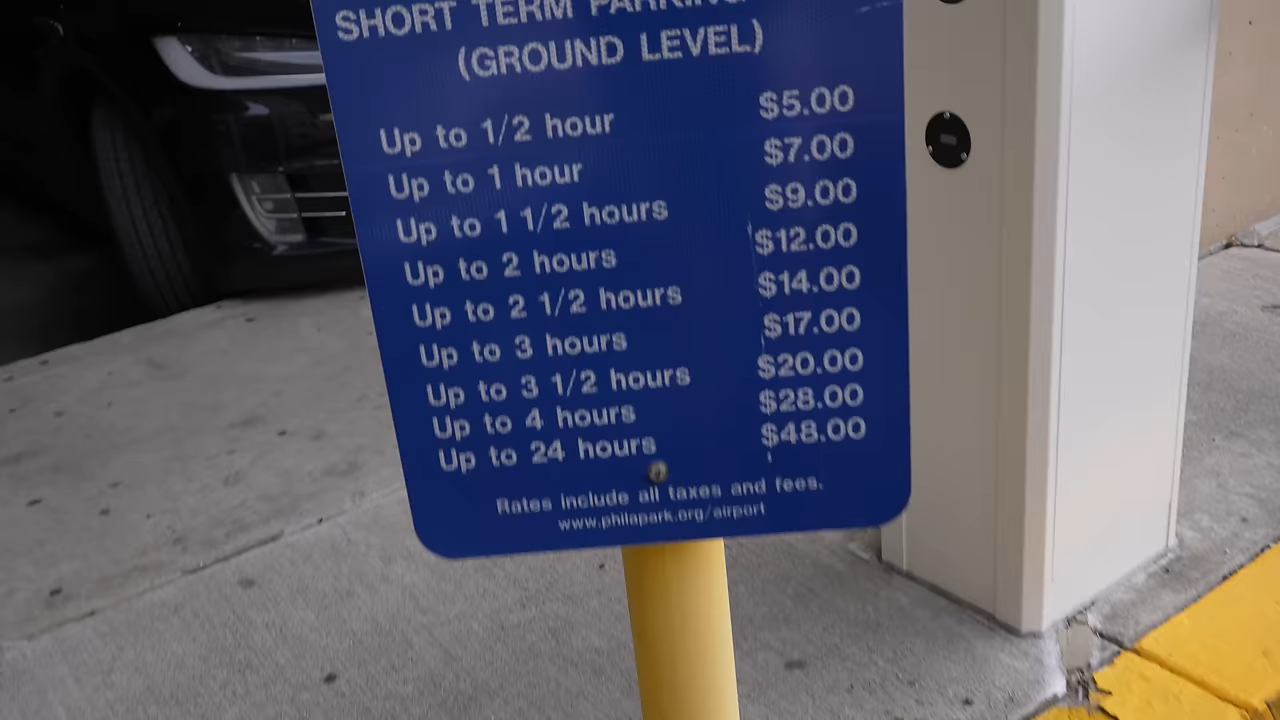 SHORT TERM PARKING
(GROUND LEVEL)
Up to 1/2 hour $5.00
Up to 1 hour $7.00
Up to 1 1/2 hours $9.00
Up to 2 hours $12.00
Up to 2 1/2 hours $14.00
Up to 3 hours $17.00
Up to 3 1/2 hours $20.00
Up to 4 hours $28.00
Up to 24 hours $48.00
Rates include all taxes and fees.
www.philapark.org/airport